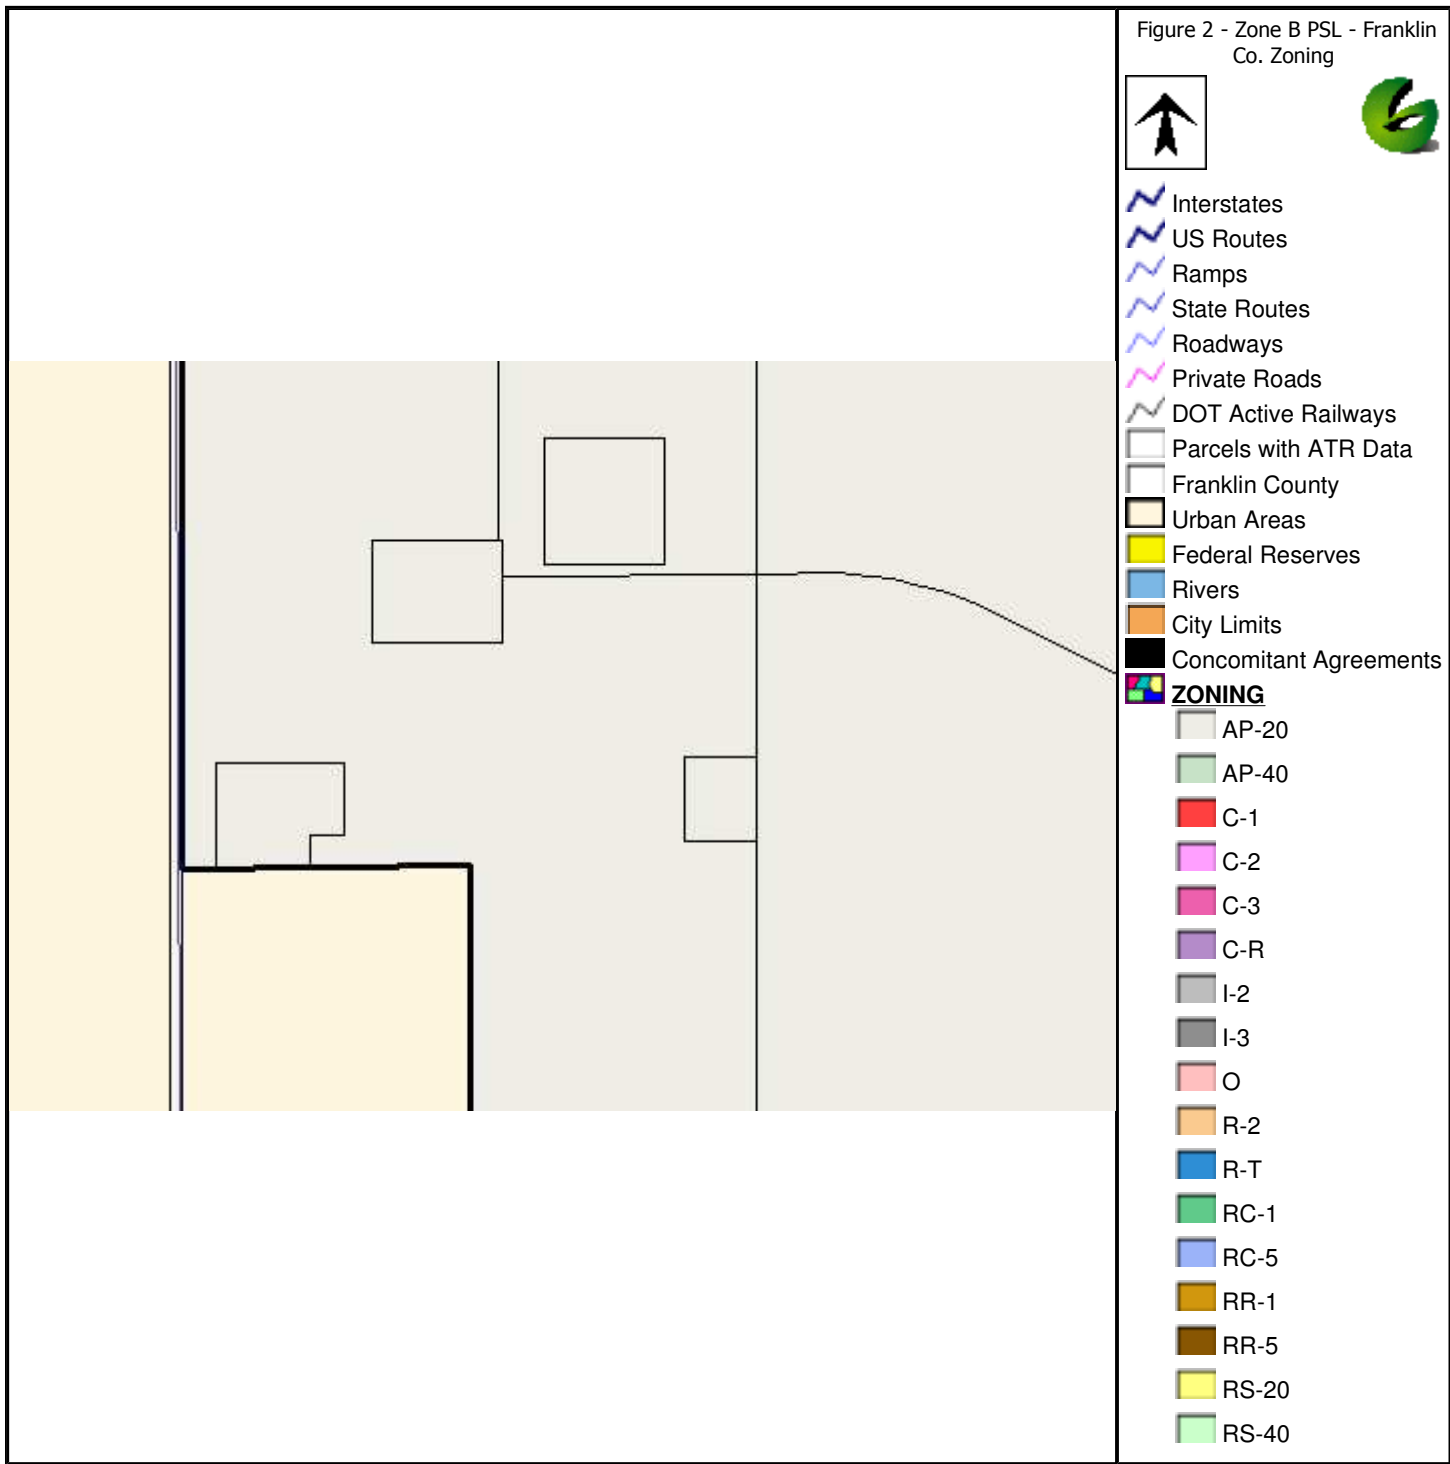 Figure 2 - Zone B PSL - Franklin
Co. Zoning
Interstates
US Routes
Ramps
State Routes
Roadways
Private Roads
DOT Active Railways
Parcels with ATR Data
Franklin County
Urban Areas
Federal Reserves
Rivers
City Limits
Concomitant Agreements
ZONING
AP-20
AP-40
C-1
C-2
C-3
C-R
I-2
I-3
O
R-2
R-T
RC-1
RC-5
RR-1
RR-5
RS-20
RS-40